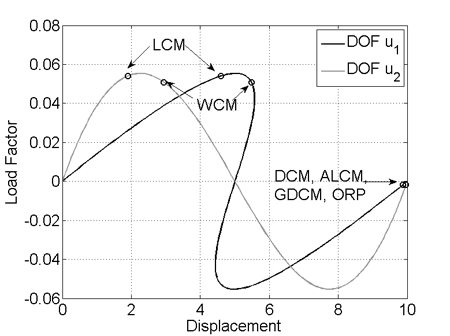 0.08
DOF u1
DOF u2
LCM
0.06
0.04
WCM
0.02
Load Factor
0
DCM, ALCM,
GDCM, ORP
-0.02
-0.04
-0.06
0 2 4 6 8 10
Displacement